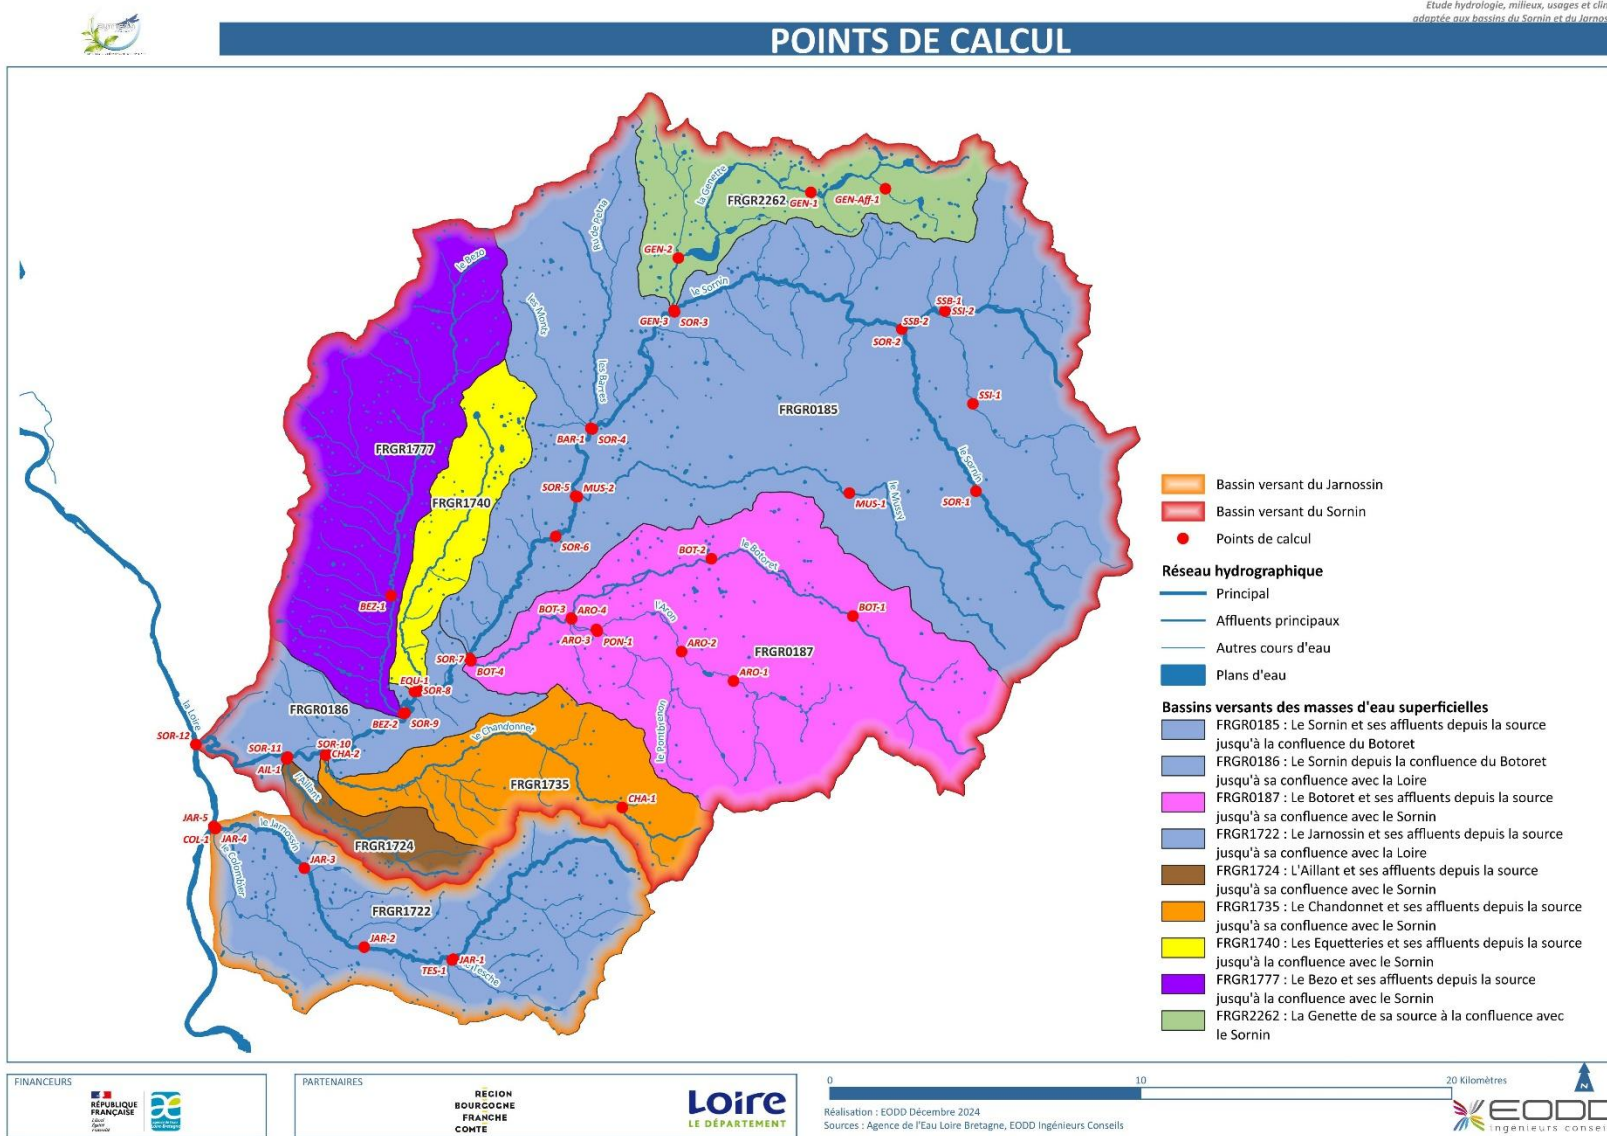 Etude hydrologie, milieux, usages et clim
adaptée aux bassins du Sornin et du Jarnos
POINTS DE CALCUL
la Genette
FRGR2262
GEN-1
GEN-Aff-1
Ru de Potna
GEN-2
le Bezo
le Sornin
les Monts
GEN-3
SOR-3
SSB-1
SSI-2
SSB-2
SOR-2
les Barres
SSI-1
FRGR0185
BAR-1
SOR-4
FRGR1777
le Sornin
SOR-5
MUS-2
FRGR1740
MUS-1
le Mussy
SOR-1
SOR-6
BOT-2
le Botoret
BEZ-1
BOT-3
ARO-4
l'Aron
BOT-1
ARO-3
PON-1
ARO-2
FRGR0187
SOR-7
BOT-4
ARO-1
EQU-1
SOR-8
FRGR0186
BEZ-2
SOR-9
la Loire
le Chandonnet
le Pontbrenon
SOR-12
SOR-11
SOR-10
CHA-2
AIL-1
l'Aillant
FRGR1735
CHA-1
JAR-5
COL-1
JAR-4
le Jarnossin
FRGR1724
le Colombier
JAR-3
FRGR1722
JAR-2
JAR-1
TES-1
Tesche
Bassin versant du Jarnossin
Bassin versant du Sornin
Points de calcul
Réseau hydrographique
Principal
Affluents principaux
Autres cours d'eau
Plans d'eau
Bassins versants des masses d'eau superficielles
FRGR0185 : Le Sornin et ses affluents depuis la source
jusqu'à la confluence du Botoret
FRGR0186 : Le Sornin depuis la confluence du Botoret
jusqu'à sa confluence avec la Loire
FRGR0187 : Le Botoret et ses affluents depuis la source
jusqu'à sa confluence avec le Sornin
FRGR1722 : Le Jarnossin et ses affluents depuis la source
jusqu'à sa confluence avec la Loire
FRGR1724 : L'Aillant et ses affluents depuis la source
jusqu'à sa confluence avec le Sornin
FRGR1735 : Le Chandonnet et ses affluents depuis la source
jusqu'à sa confluence avec le Sornin
FRGR1740 : Les Equetteries et ses affluents depuis la source
jusqu'à la confluence avec le Sornin
FRGR1777 : Le Bezo et ses affluents depuis la source
jusqu'à la confluence avec le Sornin
FRGR2262 : La Genette de sa source à la confluence avec
le Sornin
FINANCEURS
RÉPUBLIQUE
FRANÇAISE
Liberté
Égalité
Fraternité
PARTENAIRES
REGION
BOURGOGNE
FRANCHE
COMTE
Loire
LE DÉPARTEMENT
0
10
20 Kilomètres
Réalisation : EODD Décembre 2024
Sources : Agence de l'Eau Loire Bretagne, EODD Ingénieurs Conseils
N
EODD
ingénieurs conseil